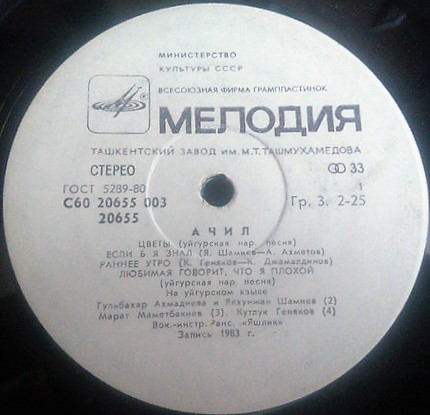 МИНИСТЕРСТВО
КУЛЬТУРЫ СССР
ВСЕСОЮЗНАЯ ФИРМА ГРАМПЛАСТИНОК
МЕЛОДИЯ
ТАШКЕНТСКИЙ ЗАВОД ИМ. М.Т. ТАШМУХАМЕДОВА
СТЕРЕО 33
ГОСТ 5289-80 1
С60 20655 003 Гр. 3. 2-25
20655
АЧИЛ
ЦВЕТЫ (уйгурская нар. песня)
ЕСЛИ Б Я ЗНАЛ (Я. Шамиев—А. Ахметов)
РАННЕЕ УТРО (К. Геняков—К. Джамалдинов)
ЛЮБИМАЯ ГОВОРИТ, ЧТО Я ПЛОХОЙ
(уйгурская нар. песня)
На уйгурском языке
Гульбахар Ахмадиева и Яехунжан Шамиев (2)
Марат Маметбакиев (3). Кутлук Геняков (4)
Вок.-инстр. анс. «Яшлик»
Запись 1983 г.